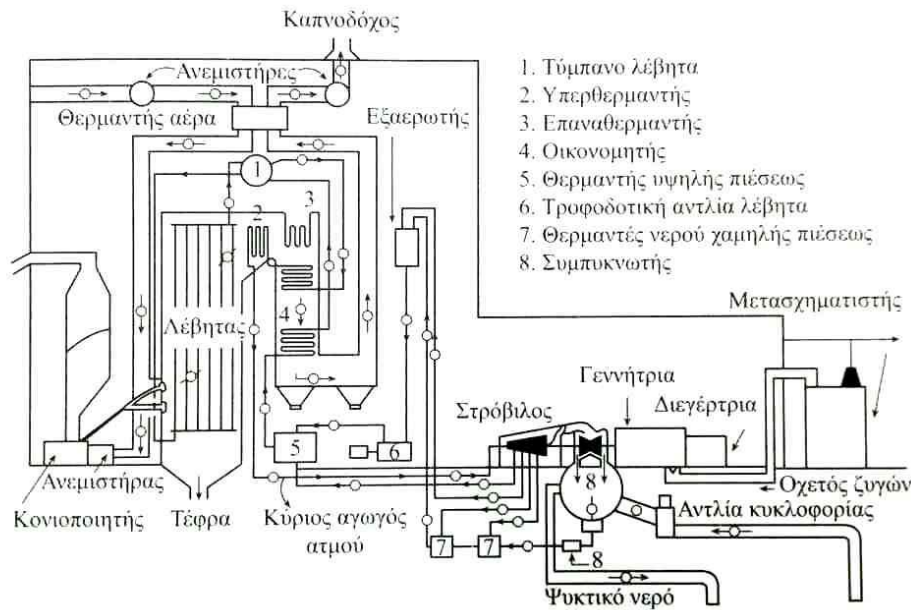 Καπνοδόχος
Ανεμιστήρες
Θερμαντής αέρα
Εξαερωτής
1. Τύμπανο λέβητα
2. Υπερθερμαντής
3. Επαναθερμαντής
4. Οικονομητής
5. Θερμαντής υψηλής πιέσεως
6. Τροφοδοτική αντλία λέβητα
7. Θερμαντές νερού χαμηλής πιέσεως
8. Συμπυκνωτής
1
2
3
4
Λέβητας
Μετασχηματιστής
Γεννήτρια
Στρόβιλος
Διεγέρτρια
5
6
8
Ανεμιστήρας
Κονιοποιητής
Τέφρα
Κύριος αγωγός
ατμού
Οχετός ζυγών
Αντλία κυκλοφορίας
7
7
8
Ψυκτικό νερό